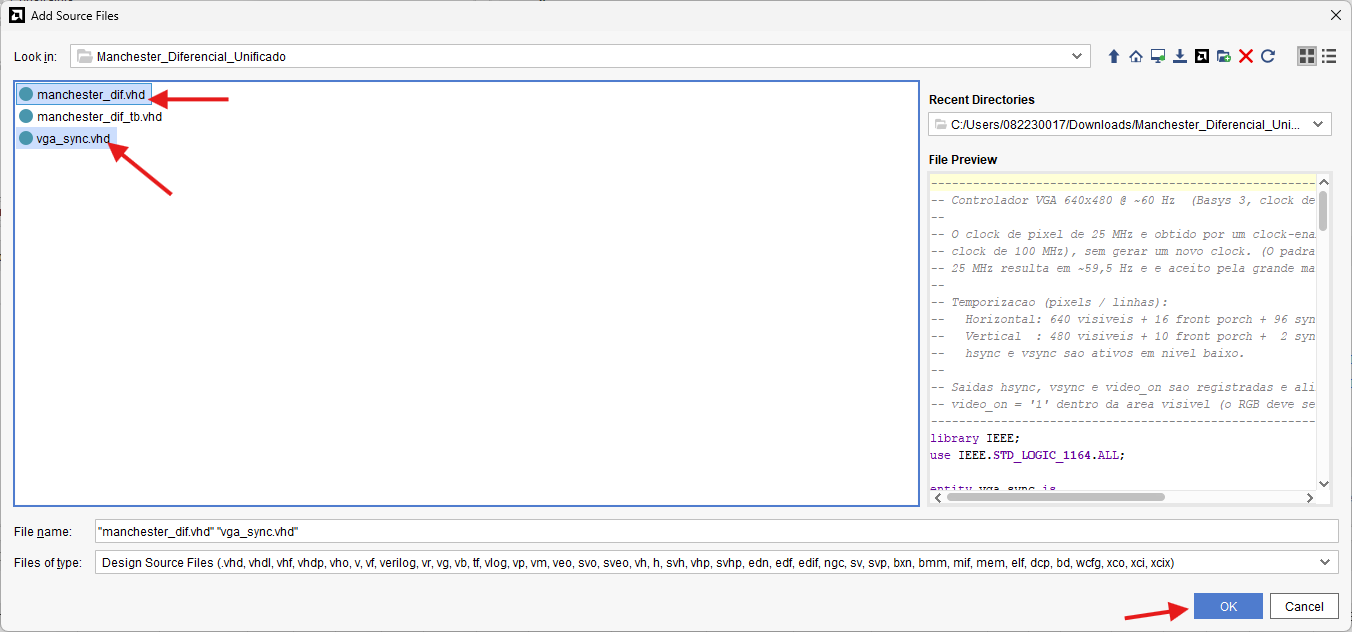 Add Source Files
Look in: Manchester_Diferencial_Unificado
manchester_dif.vhd
manchester_dif_tb.vhd
vga_sync.vhd
Recent Directories
C:/Users/082230017/Downloads/Manchester_Diferencial_Uni...
File Preview
--------------------------------------------------------
-- Controlador VGA 640x480 @ ~60 Hz (Basys 3, clock de
--
-- O clock de pixel de 25 MHz e obtido por um clock-ena
-- clock de 100 MHz), sem gerar um novo clock. (O padra
-- 25 MHz resulta em ~59,5 Hz e e aceito pela grande ma
--
-- Temporizacao (pixels / linhas):
-- Horizontal: 640 visiveis + 16 front porch + 96 syn
-- Vertical : 480 visiveis + 10 front porch + 2 syn
-- hsync e vsync sao ativos em nivel baixo.
--
-- Saidas hsync, vsync e video_on sao registradas e ali
-- video_on = '1' dentro da area visivel (o RGB deve se
--------------------------------------------------------
library IEEE;
use IEEE.STD_LOGIC_1164.ALL;
entity vga_sync is
File name: "manchester_dif.vhd" "vga_sync.vhd"
Files of type: Design Source Files (.vhd, vhdl, vhf, vhdp, vho, v, vf, verilog, vr, vg, vb, tf, vlog, vp, vm, veo, svo, sveo, vh, h, svh, vhp, svhp, edn, edf, edif, ngc, sv, svp, bxn, bmm, mif, mem, elf, dcp, bd, wcfg, xco, xci, xcix)
OK Cancel